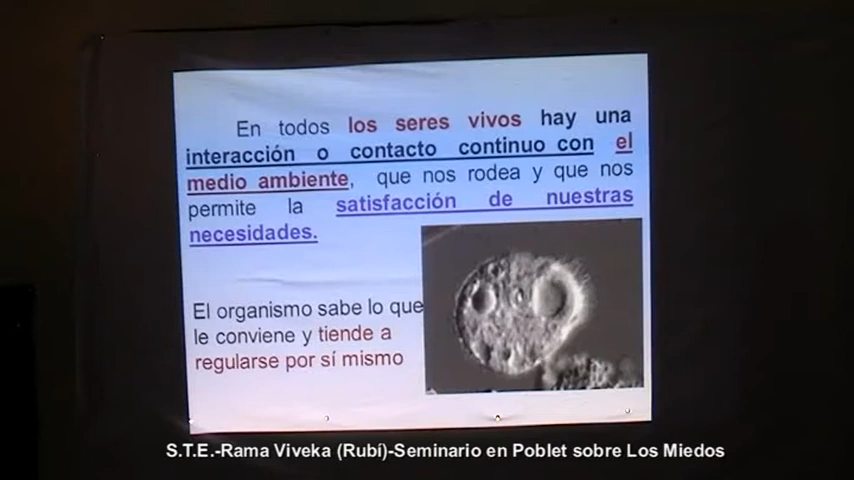 En todos los seres vivos hay una
interacción o contacto continuo con el
medio ambiente, que nos rodea y que nos
permite la satisfacción de nuestras
necesidades.
El organismo sabe lo que
le conviene y tiende a
regularse por sí mismo
S.T.E.-Rama Viveka (Rubí)-Seminario en Poblet sobre Los Miedos